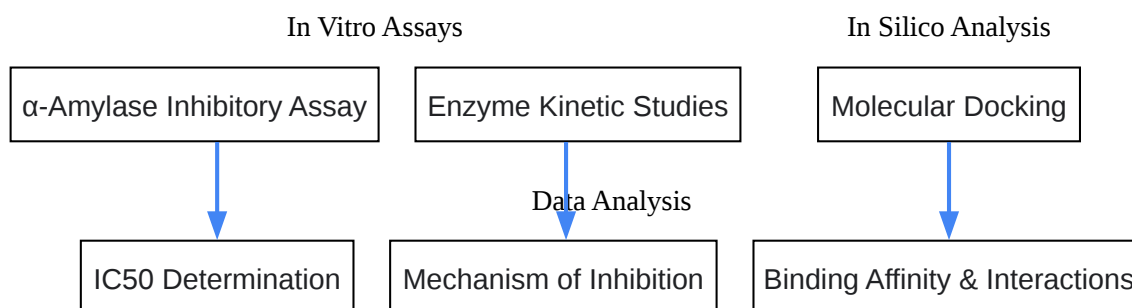 In Vitro Assays
In Silico Analysis
α-Amylase Inhibitory Assay
Enzyme Kinetic Studies
Molecular Docking
Data Analysis
IC50 Determination
Mechanism of Inhibition
Binding Affinity & Interactions